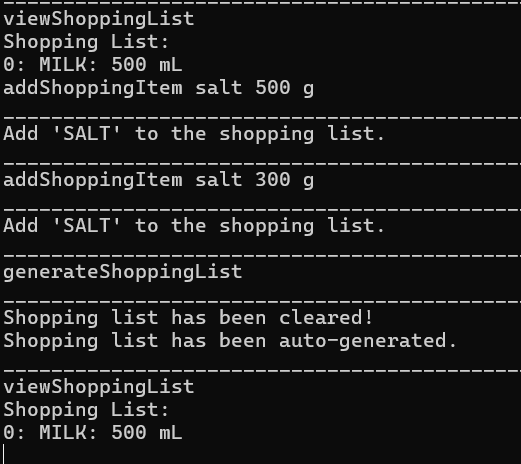 ____________________________________________
viewShoppingList
Shopping List:
0: MILK: 500 mL
addShoppingItem salt 500 g
____________________________________________
Add 'SALT' to the shopping list.
____________________________________________
addShoppingItem salt 300 g
____________________________________________
Add 'SALT' to the shopping list.
____________________________________________
generateShoppingList
____________________________________________
Shopping list has been cleared!
Shopping list has been auto-generated.
____________________________________________
viewShoppingList
Shopping List:
0: MILK: 500 mL